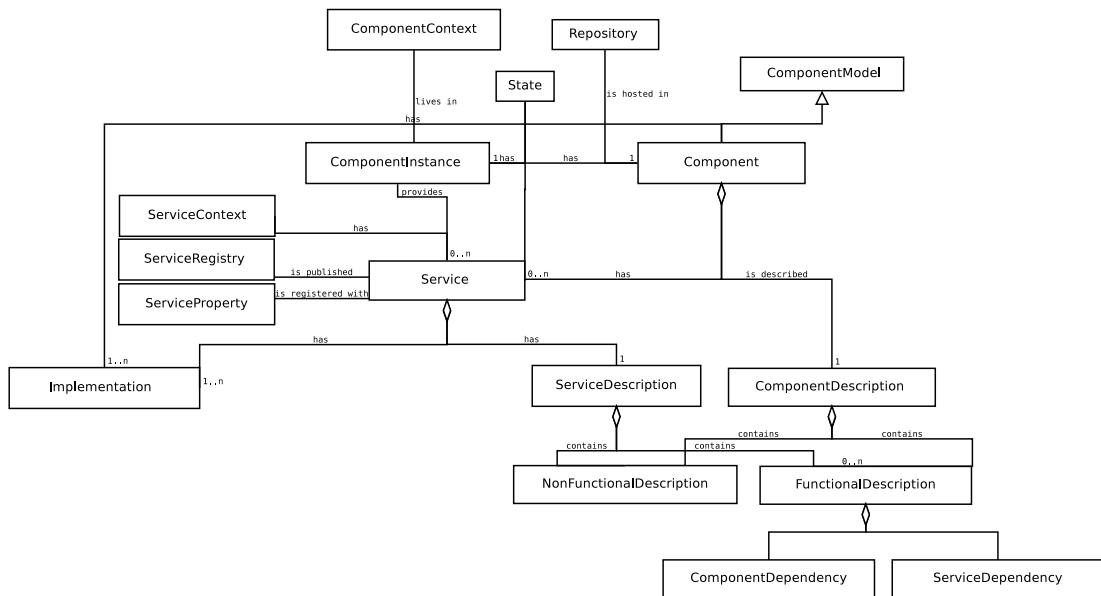 ComponentContext
Repository
ComponentModel
State
lives in
is hosted in
has
ComponentInstance
1
has
has
1
Component
provides
ServiceContext
has
0..n
ServiceRegistry
is published
Service
0..n
has
is described
ServiceProperty
is registered with
has
has
1..n
1
1
Implementation
1..n
ServiceDescription
ComponentDescription
contains
contains
contains
contains
0..n
NonFunctionalDescription
FunctionalDescription
ComponentDependency
ServiceDependency